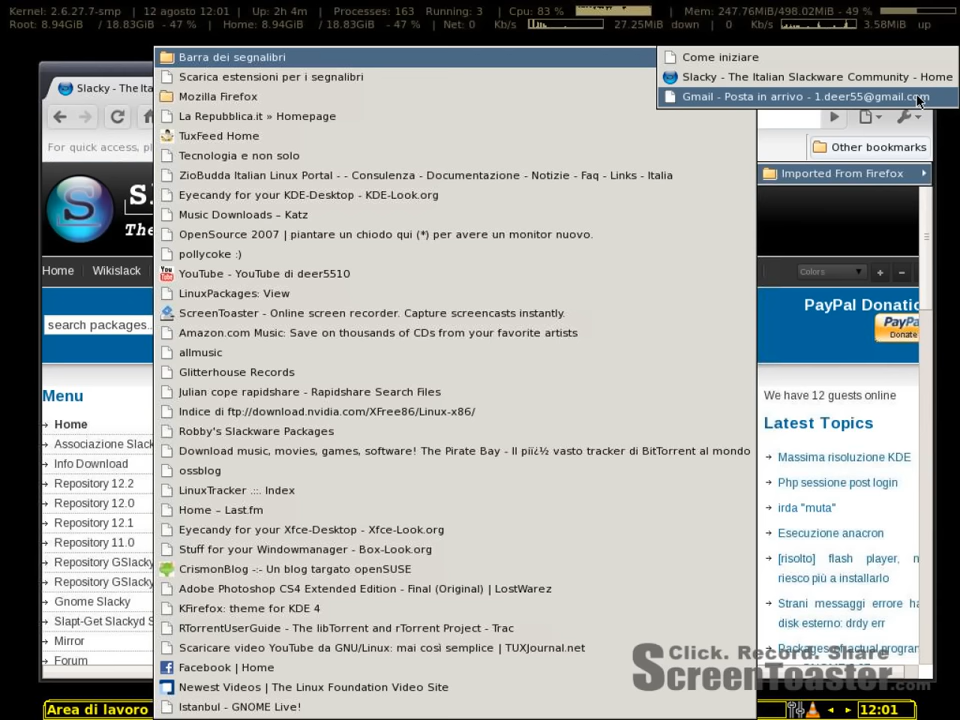 Kernel: 2.6.27.7-smp | 12 agosto 12:01 | Up: 2h 4m | Processes: 163 Running: 3 | Cpu: 83 % | Mem: 247.76MiB/498.02MiB - 49 %
Root: 8.94GiB / 18.83GiB - 47 % | Home: 8.94GiB / 18.83GiB - 47 % | Net: 0 Kb/s 27.25MiB down | 0 Kb/s 3.58MiB up
Barra dei segnalibri
Scarica estensioni per i segnalibri
Mozilla Firefox
La Repubblica.it » Homepage
TuxFeed Home
Tecnologia e non solo
ZioBudda Italian Linux Portal - - Consulenza - Documentazione - Notizie - Faq - Links - Italia
Eyecandy for your KDE-Desktop - KDE-Look.org
Music Downloads – Katz
OpenSource 2007 | piantare un chiodo qui (*) per avere un monitor nuovo.
pollycoke :)
YouTube - YouTube di deer5510
LinuxPackages: View
ScreenToaster - Online screen recorder. Capture screencasts instantly.
Amazon.com Music: Save on thousands of CDs from your favorite artists
allmusic
Glitterhouse Records
Julian cope rapidshare - Rapidshare Search Files
Indice di ftp://download.nvidia.com/XFree86/Linux-x86/
Robby's Slackware Packages
Download music, movies, games, software! The Pirate Bay - Il piï¿½ vasto tracker di BitTorrent al mondo
ossblog
LinuxTracker .::. Index
Home – Last.fm
Eyecandy for your Xfce-Desktop - Xfce-Look.org
Stuff for your Windowmanager - Box-Look.org
CrismonBlog -:- Un blog targato openSUSE
Adobe Photoshop CS4 Extended Edition - Final (Original) | LostWarez
KFirefox: theme for KDE 4
RTorrentUserGuide - The libTorrent and rTorrent Project - Trac
Scaricare video YouTube da GNU/Linux: mai così semplice | TUXJournal.net
Facebook | Home
Newest Videos | The Linux Foundation Video Site
Istanbul - GNOME Live!
Come iniziare
Slacky - The Italian Slackware Community - Home
Gmail - Posta in arrivo - 1.deer55@gmail.com
Other bookmarks
Imported From Firefox
Slacky - The Ita
For quick access, pl
S
Sl
The
Home Wikislack
Colors + −
search packages..
PayPal Donatio
PayPa
Donate
Menu
Home
Associazione Slack
Info Download
Repository 12.2
Repository 12.0
Repository 12.1
Repository 11.0
Repository GSlacky
Repository GSlacky
Gnome Slacky
Slapt-Get Slackyd S
Mirror
Forum
We have 12 guests online
Latest Topics
Massima risoluzione KDE
Php sessione post login
irda "muta"
Esecuzione anacron
[risolto] flash player, n
riesco più a installarlo
Strani messaggi errore ha
disk esterno: drdy err
Packages ofractual program
Click. Record. Share
ScreenToaster.com
Area di lavoro
12:01